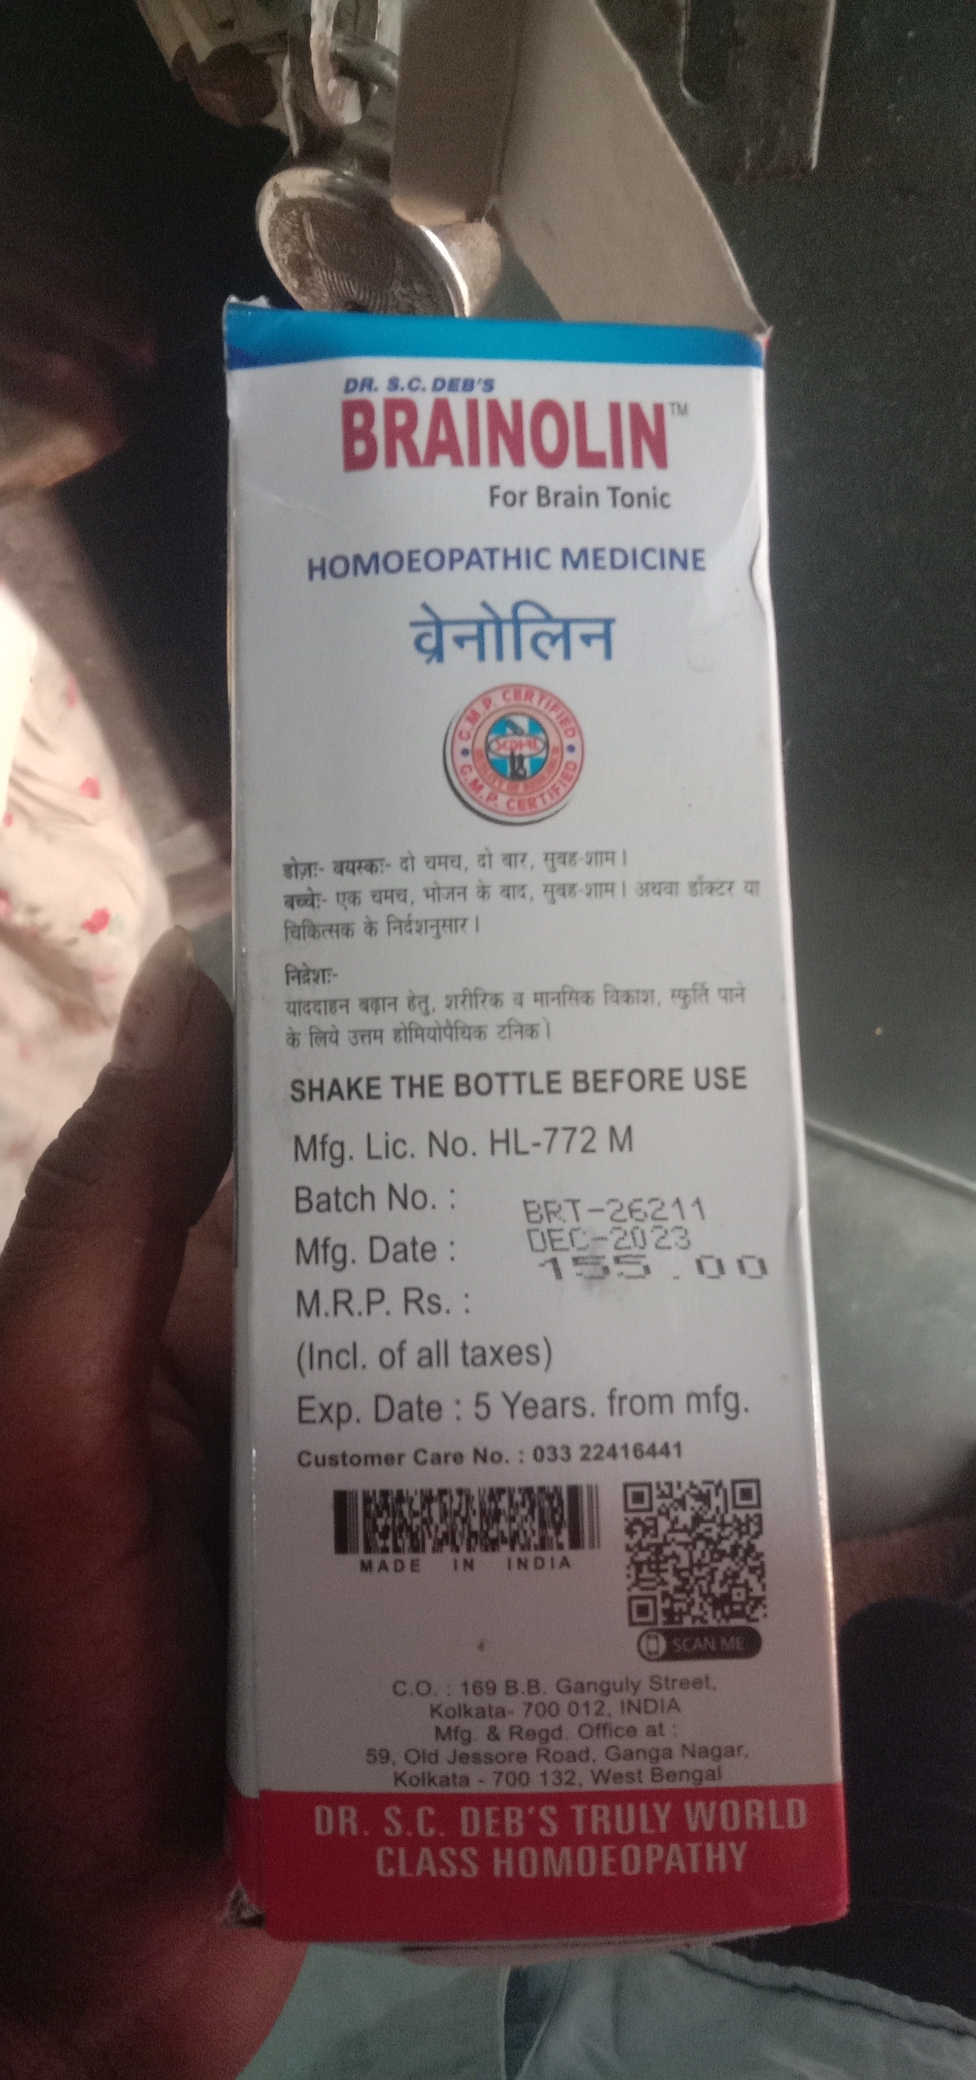 DR. S.C. DEB'S
BRAINOLIN™
For Brain Tonic
HOMOEOPATHIC MEDICINE
व्रेनोलिन
G.M.P. CERTIFIED
G.M.P. CERTIFIED
डोज़ः- वयस्कः- दो चमच, दो बार, सुबह-शाम।
बच्चेः- एक चमच, भोजन के बाद, सुबह-शाम। अथवा डॉक्टर या
चिकित्सक के निर्दशनुसार।
निद्रेशः-
याददाहन बढ़ान हेतु, शरीरिक व मानसिक विकाश, स्फुर्ति पाने
के लिये उत्तम होमियोपैथिक टनिक।
SHAKE THE BOTTLE BEFORE USE
Mfg. Lic. No. HL-772 M
Batch No. : BRT-26211
Mfg. Date : DEC-2023
M.R.P. Rs. : 155.00
(Incl. of all taxes)
Exp. Date : 5 Years. from mfg.
Customer Care No. : 033 22416441
MADE IN INDIA
SCAN ME
C.O. : 169 B.B. Ganguly Street,
Kolkata- 700 012, INDIA
Mfg. & Regd. Office at :
59, Old Jessore Road, Ganga Nagar,
Kolkata - 700 132, West Bengal
DR. S.C. DEB'S TRULY WORLD
CLASS HOMOEOPATHY